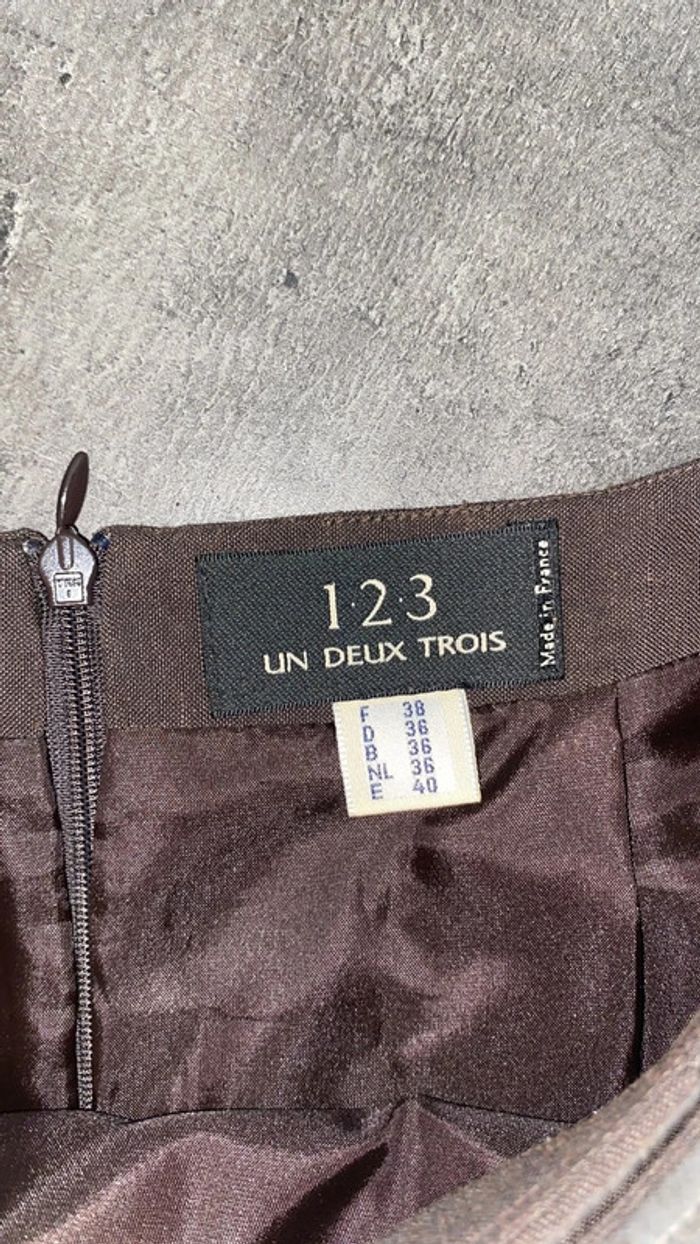 1·2·3
UN DEUX TROIS
Made in France
F 38
D 36
B 36
NL 36
E 40